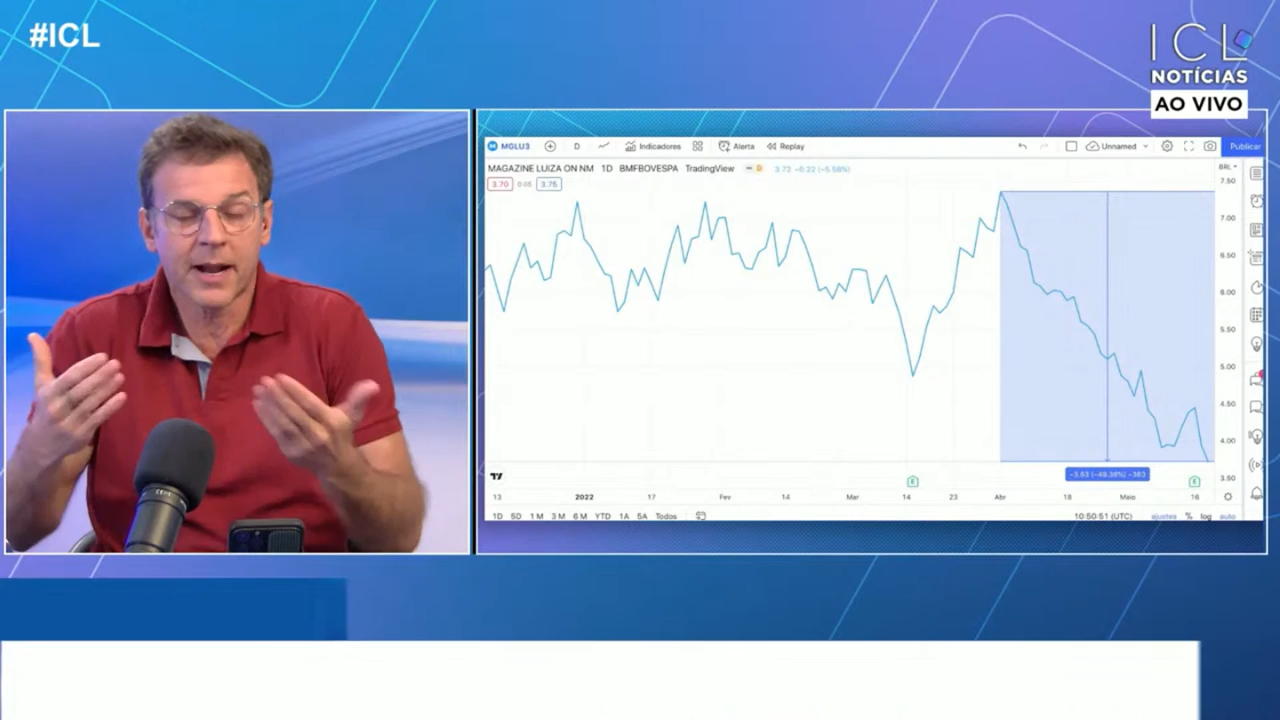 #ICL
ICL
NOTÍCIAS
AO VIVO
MGLU3 D Indicadores Alerta Replay Unnamed Publicar
MAGAZINE LUIZA ON NM 1D BMFBOVESPA TradingView D 3.72 −0.22 (−5.58%)
BRL
3.70 0.05 3.75
7.50
7.00
6.50
6.00
5.50
5.00
4.50
4.00
3.50
−3.63 (−49.38%) −363
E E
13 2022 17 Fev 14 Mar 14 23 Abr 18 Maio 16
1D 5D 1M 3M 6M YTD 1A 5A Todos 10:50:51 (UTC) ajustes % log auto